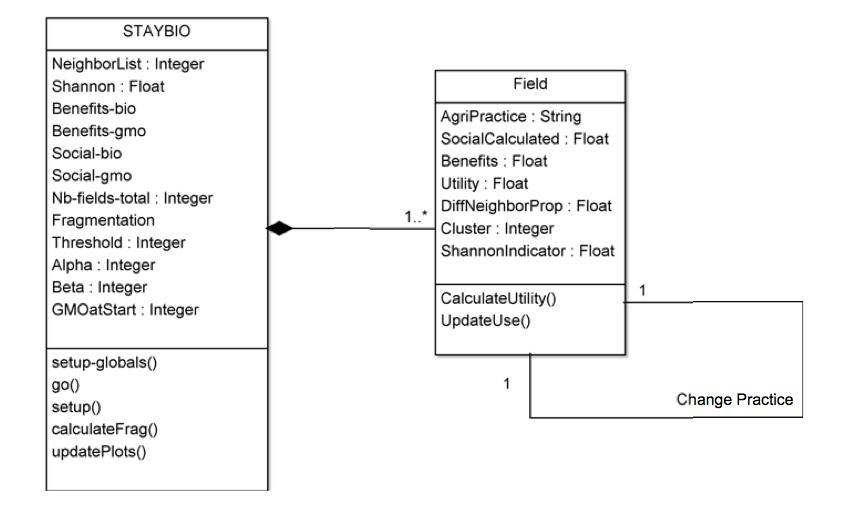 STAYBIO
NeighborList : Integer
Shannon : Float
Benefits-bio
Benefits-gmo
Social-bio
Social-gmo
Nb-fields-total : Integer
Fragmentation
Threshold : Integer
Alpha : Integer
Beta : Integer
GMOatStart : Integer
setup-globals()
go()
setup()
calculateFrag()
updatePlots()
1..*
Field
AgriPractice : String
SocialCalculated : Float
Benefits : Float
Utility : Float
DiffNeighborProp : Float
Cluster : Integer
ShannonIndicator : Float
CalculateUtility()
UpdateUse()
1
1
Change Practice